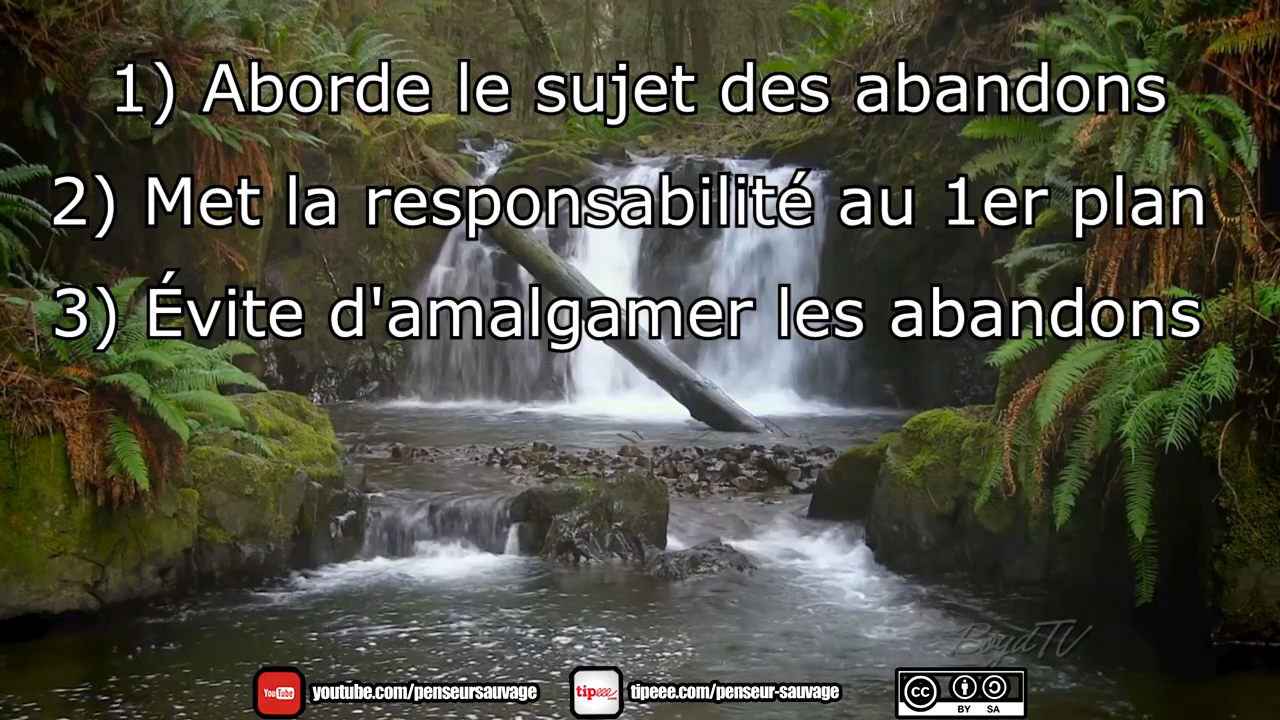 1) Aborde le sujet des abandons
2) Met la responsabilité au 1er plan
3) Évite d'amalgamer les abandons
BoydTV
YouTube youtube.com/penseursauvage tipeee tipeee.com/penseur-sauvage cc
BY SA